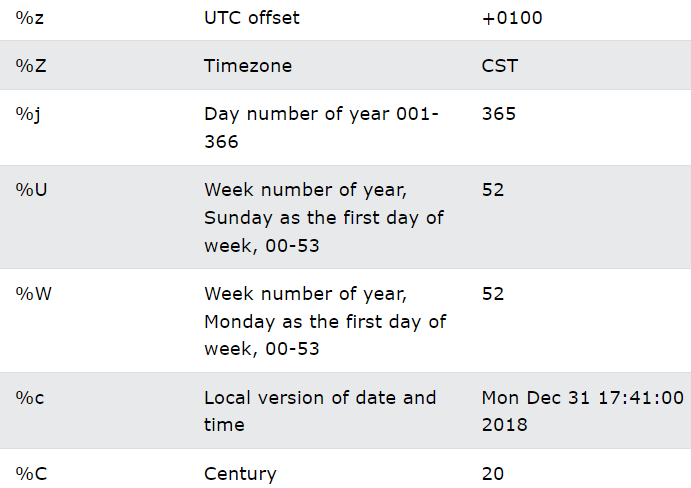 %z UTC offset +0100
%Z Timezone CST
%j Day number of year 001- 365
366
%U Week number of year, 52
Sunday as the first day of
week, 00-53
%W Week number of year, 52
Monday as the first day of
week, 00-53
%c Local version of date and Mon Dec 31 17:41:00
time 2018
%C Century 20